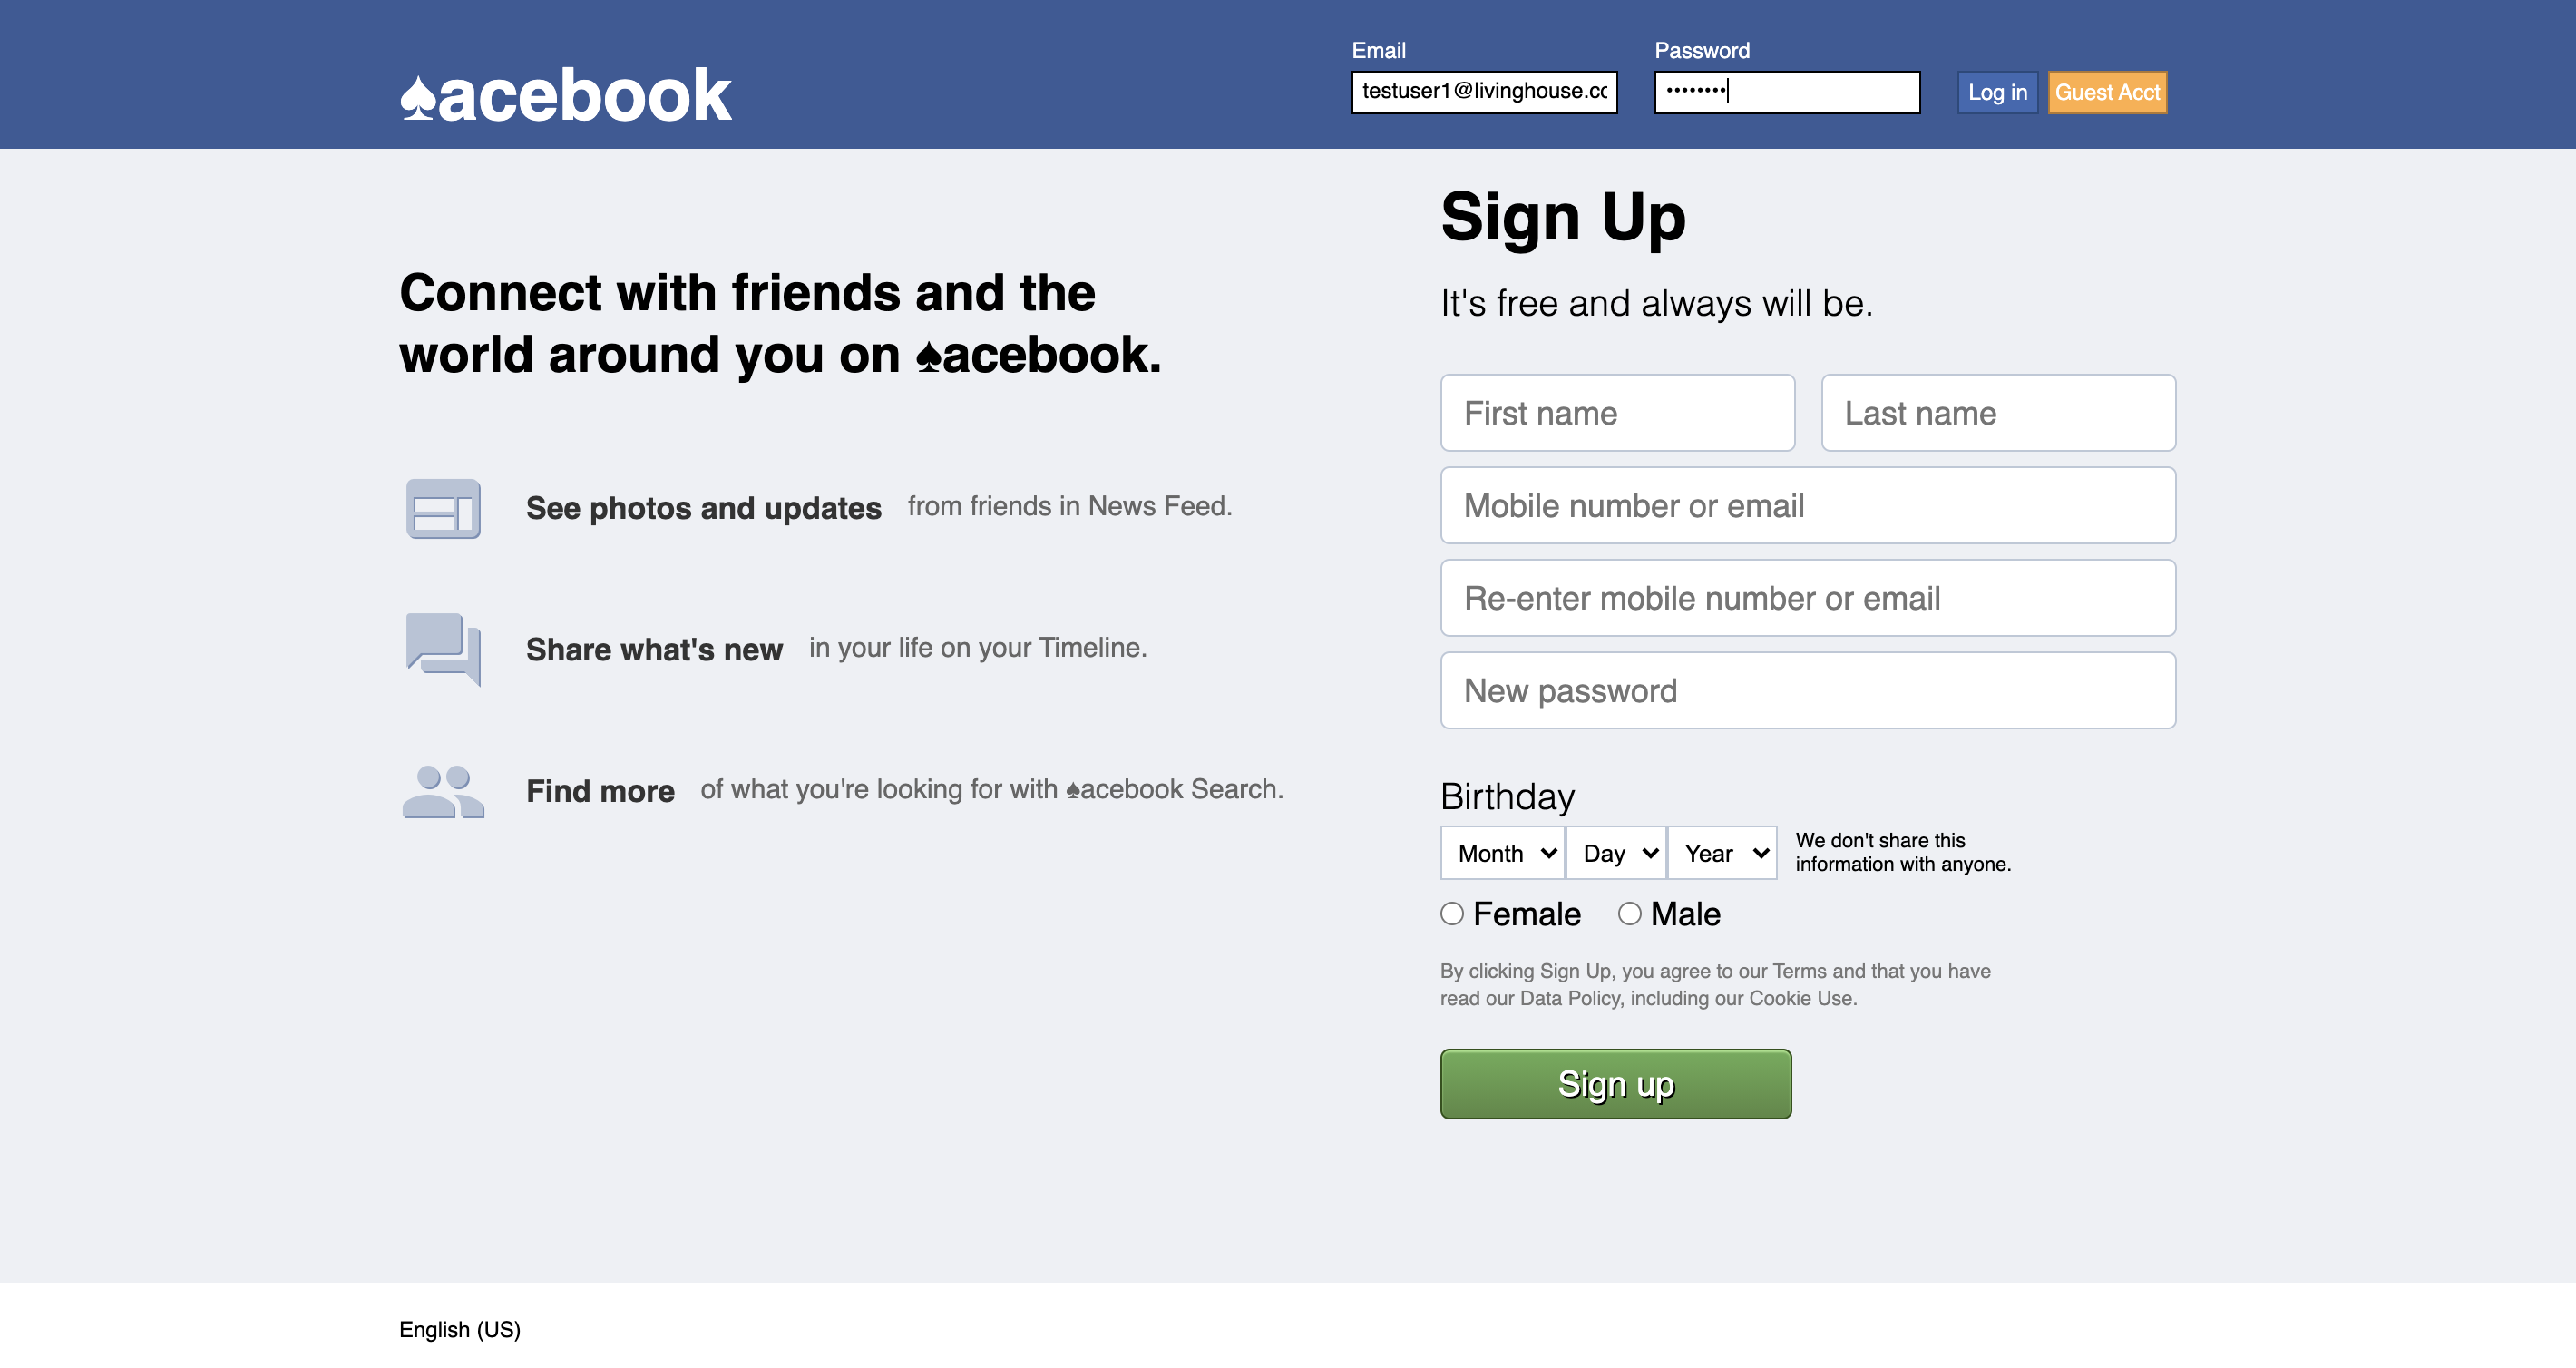 ♠acebook
Email
Password
testuser1@livinghouse.cc
••••••••
Log in
Guest Acct
Connect with friends and the
world around you on ♠acebook.
See photos and updates from friends in News Feed.
Share what's new in your life on your Timeline.
Find more of what you're looking for with ♠acebook Search.
Sign Up
It's free and always will be.
First name
Last name
Mobile number or email
Re-enter mobile number or email
New password
Birthday
Month
Day
Year
We don't share this
information with anyone.
Female
Male
By clicking Sign Up, you agree to our Terms and that you have
read our Data Policy, including our Cookie Use.
Sign up
English (US)